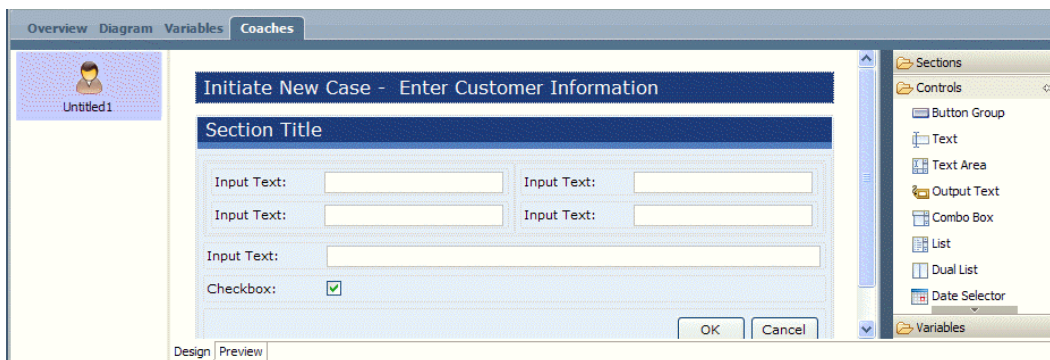 Overview Diagram Variables Coaches
Untitled1
Initiate New Case - Enter Customer Information
Section Title
Input Text: Input Text:
Input Text: Input Text:
Input Text:
Checkbox:
OK Cancel
Design Preview
Sections
Controls
Button Group
Text
Text Area
Output Text
Combo Box
List
Dual List
Date Selector
Variables